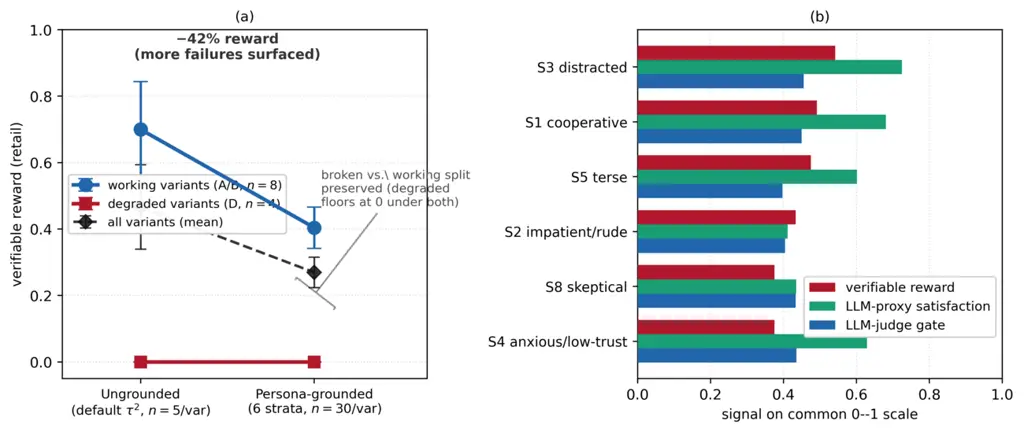 (a)
−42% reward
(more failures surfaced)
1.0
0.8
0.6
0.4
0.2
0.0
verifiable reward (retail)
working variants (A/B, n = 8)
degraded variants (D, n = 4)
all variants (mean)
broken vs.\ working split
preserved (degraded
floors at 0 under both)
Ungrounded
(default τ², n = 5/var)
Persona-grounded
(6 strata, n = 30/var)
(b)
S3 distracted
S1 cooperative
S5 terse
S2 impatient/rude
S8 skeptical
S4 anxious/low-trust
verifiable reward
LLM-proxy satisfaction
LLM-judge gate
0.0 0.2 0.4 0.6 0.8 1.0
signal on common 0--1 scale